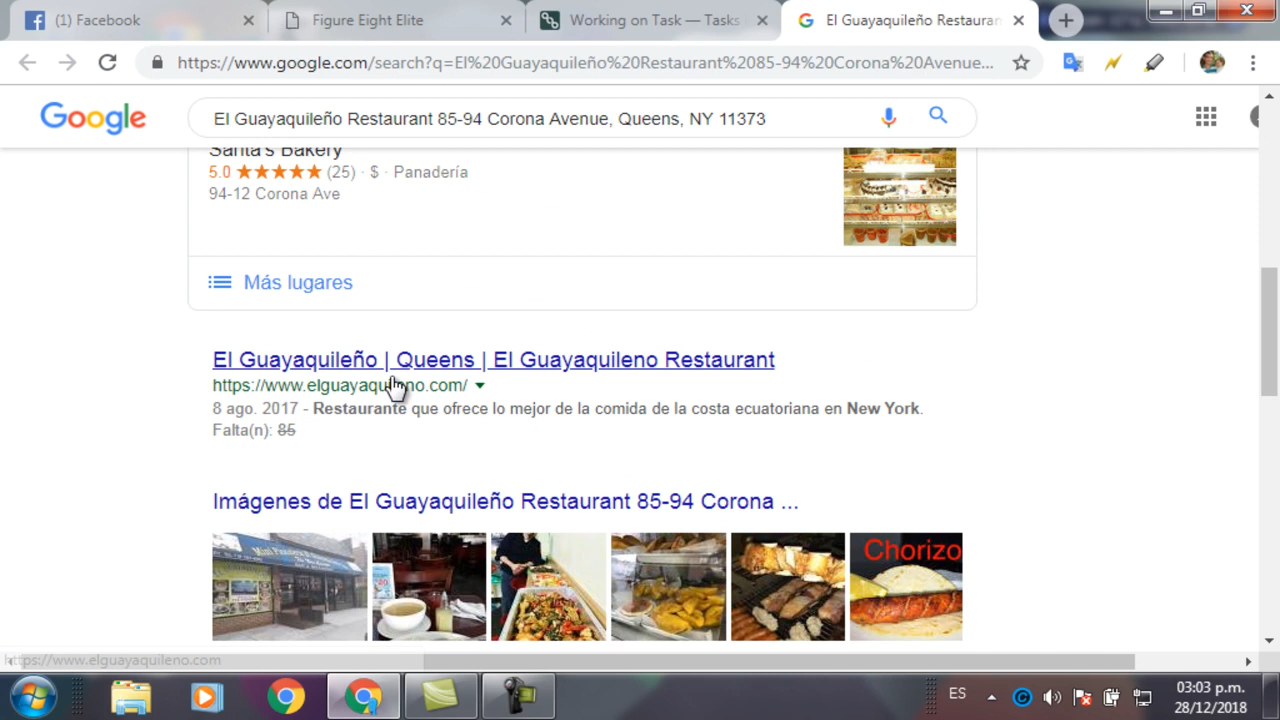 (1) Facebook
Figure Eight Elite
Working on Task — Tasks
El Guayaquileño Restauran
https://www.google.com/search?q=El%20Guayaquileño%20Restaurant%2085-94%20Corona%20Avenue...
Google
El Guayaquileño Restaurant 85-94 Corona Avenue, Queens, NY 11373
Santa's Bakery
5.0 ★★★★★ (25) · $ · Panadería
94-12 Corona Ave
Más lugares
El Guayaquileño | Queens | El Guayaquileno Restaurant
https://www.elguayaquileno.com/
8 ago. 2017 - Restaurante que ofrece lo mejor de la comida de la costa ecuatoriana en New York.
Falta(n): 85
Imágenes de El Guayaquileño Restaurant 85-94 Corona ...
Chorizo
https://www.elguayaquileno.com
ES
03:03 p.m.
28/12/2018